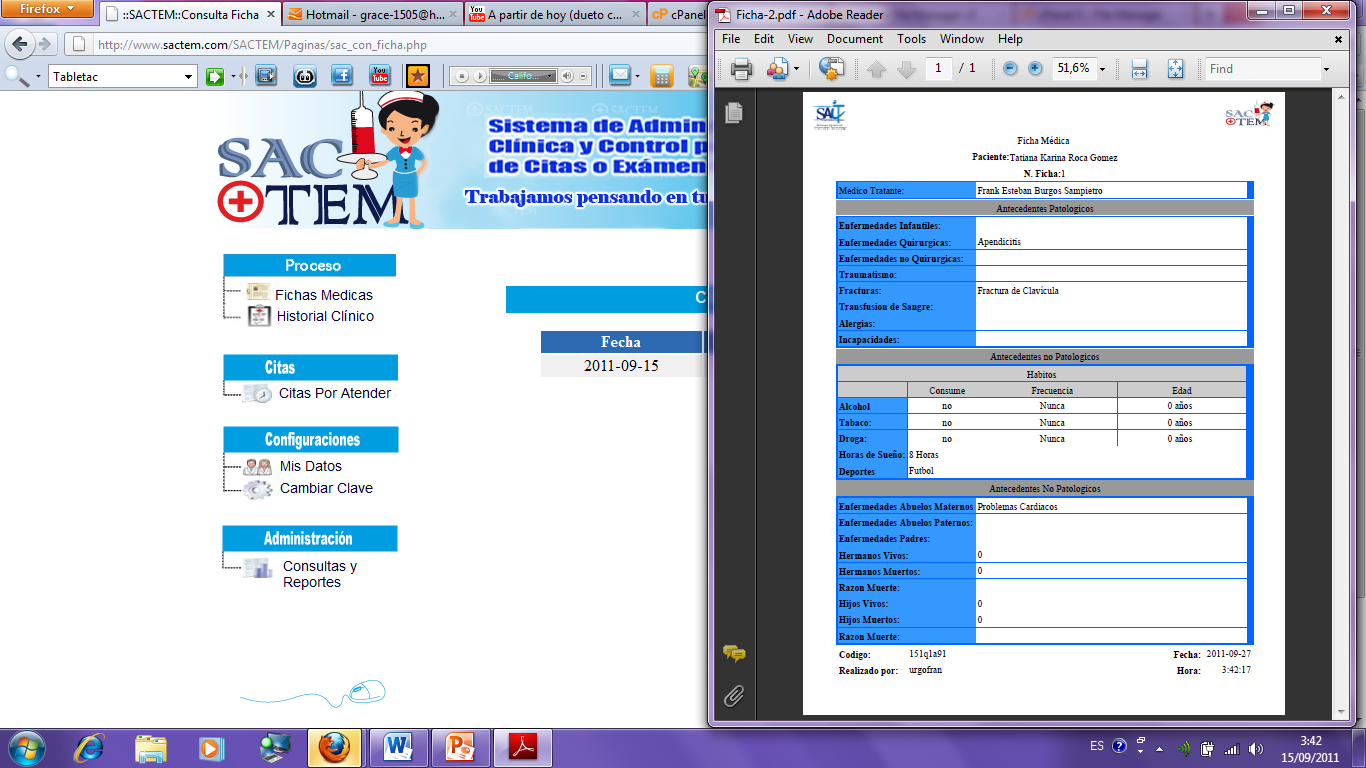 Firefox
::SACTEM::Consulta Ficha
Hotmail - grace-1505@h...
A partir de hoy (dueto c...
cPanel
http://www.sactem.com/SACTEM/Paginas/sac_con_ficha.php
Tabletac
Califo...
SAC
TEM
Sistema de Admin
Clínica y Control p
de Citas o Exámen
Trabajamos pensando en tu
Proceso
Fichas Medicas
Historial Clínico
Citas
Citas Por Atender
Configuraciones
Mis Datos
Cambiar Clave
Administración
Consultas y
Reportes
C
Fecha
2011-09-15
Ficha-2.pdf - Adobe Reader
File Edit View Document Tools Window Help
1 / 1 51,6% Find
SAC TEM
Ficha Médica
Paciente:Tatiana Karina Roca Gomez
N. Ficha:1
Medico Tratante: Frank Esteban Burgos Sampietro
Antecedentes Patologicos
Enfermedades Infantiles:
Enfermedades Quirurgicas: Apendicitis
Enfermedades no Quirurgicas:
Traumatismo:
Fracturas: Fractura de Clavicula
Transfusion de Sangre:
Alergias:
Incapacidades:
Antecedentes no Patologicos
Habitos
Consume Frecuencia Edad
Alcohol no Nunca 0 años
Tabaco: no Nunca 0 años
Droga: no Nunca 0 años
Horas de Sueño: 8 Horas
Deportes Futbol
Antecedentes No Patologicos
Enfermedades Abuelos Maternos Problemas Cardiacos
Enfermedades Abuelos Paternos:
Enfermedades Padres:
Hermanos Vivos: 0
Hermanos Muertos: 0
Razon Muerte:
Hijos Vivos: 0
Hijos Muertos: 0
Razon Muerte:
Codigo: 151q1a91 Fecha: 2011-09-27
Realizado por: urgofran Hora: 3:42:17
ES
3:42
15/09/2011